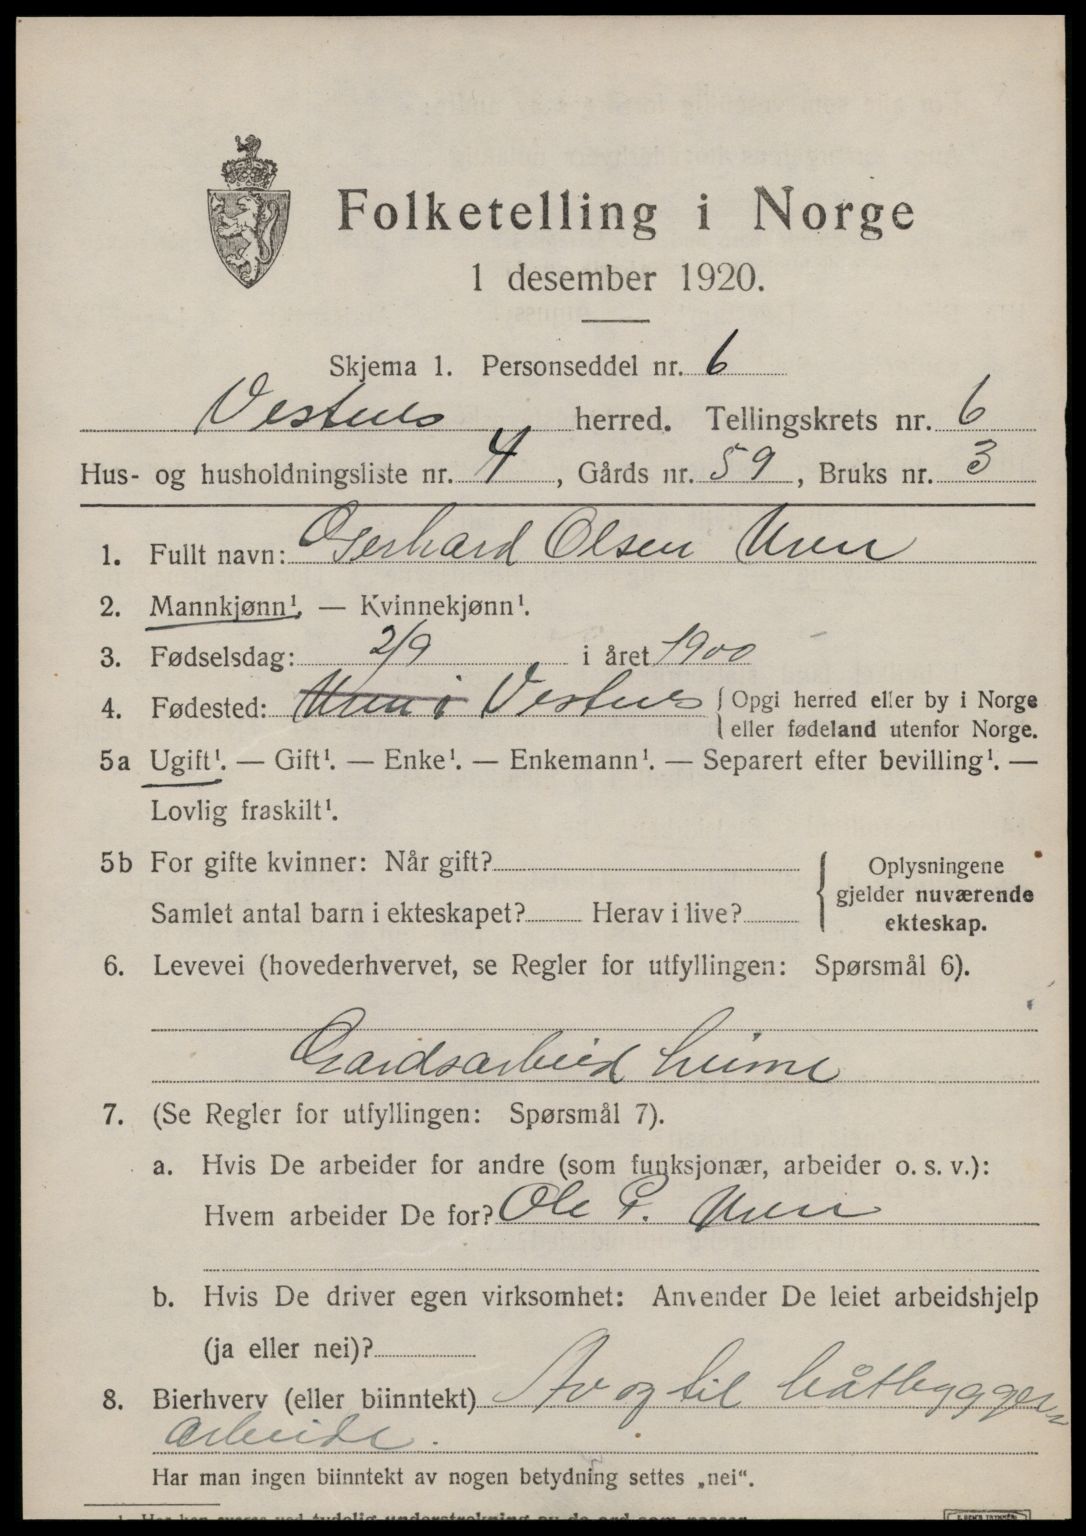 Folketelling i Norge
1 desember 1920.
Skjema 1. Personseddel nr. 6
Vestnes herred. Tellingskrets nr. 6
Hus- og husholdningsliste nr. 4, Gårds nr. 59, Bruks nr. 3
1. Fullt navn: Gerhard Olsen Uren
2. Mannkjønn¹. — Kvinnekjønn¹.
3. Fødselsdag: 2/9 i året 1900
4. Fødested: Uren i Vestnes { Opgi herred eller by i Norge
eller fødeland utenfor Norge.
5a Ugift¹. — Gift¹. — Enke¹. — Enkemann¹. — Separert efter bevilling¹. —
Lovlig fraskilt¹.
5b For gifte kvinner: Når gift?
Samlet antal barn i ekteskapet? Herav i live?
{ Oplysningene
gjelder nuværende
ekteskap.
6. Levevei (hovederhvervet, se Regler for utfyllingen: Spørsmål 6).
Gardsarbeid heime
7. (Se Regler for utfyllingen: Spørsmål 7).
a. Hvis De arbeider for andre (som funksjonær, arbeider o. s. v.):
Hvem arbeider De for? Ole P. Uren
b. Hvis De driver egen virksomhet: Anvender De leiet arbeidshjelp
(ja eller nei)?
8. Bierhverv (eller biinntekt) Av og til båtbygger-
arbeide.
Har man ingen biinntekt av nogen betydning settes „nei".